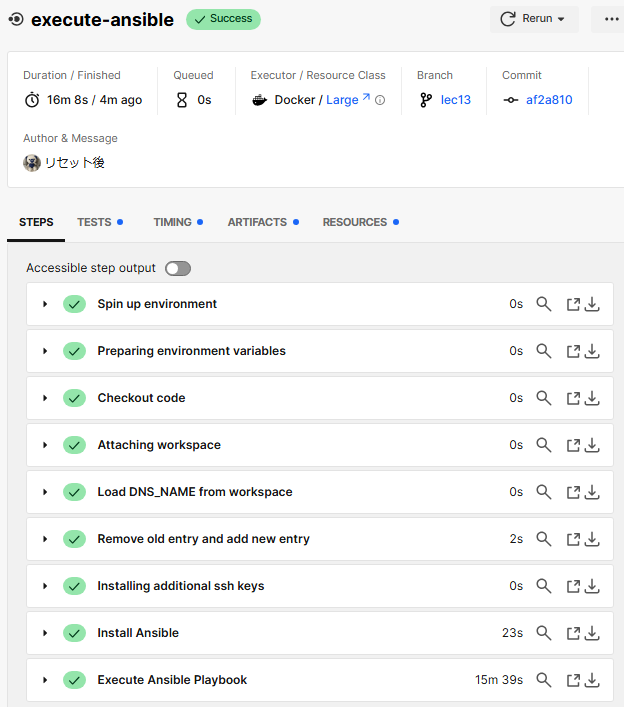 execute-ansible Success Rerun
Duration / Finished Queued Executor / Resource Class Branch Commit
16m 8s / 4m ago 0s Docker / Large lec13 af2a810
Author & Message
リセット後
STEPS TESTS TIMING ARTIFACTS RESOURCES
Accessible step output
Spin up environment 0s
Preparing environment variables 0s
Checkout code 0s
Attaching workspace 0s
Load DNS_NAME from workspace 0s
Remove old entry and add new entry 2s
Installing additional ssh keys 0s
Install Ansible 23s
Execute Ansible Playbook 15m 39s